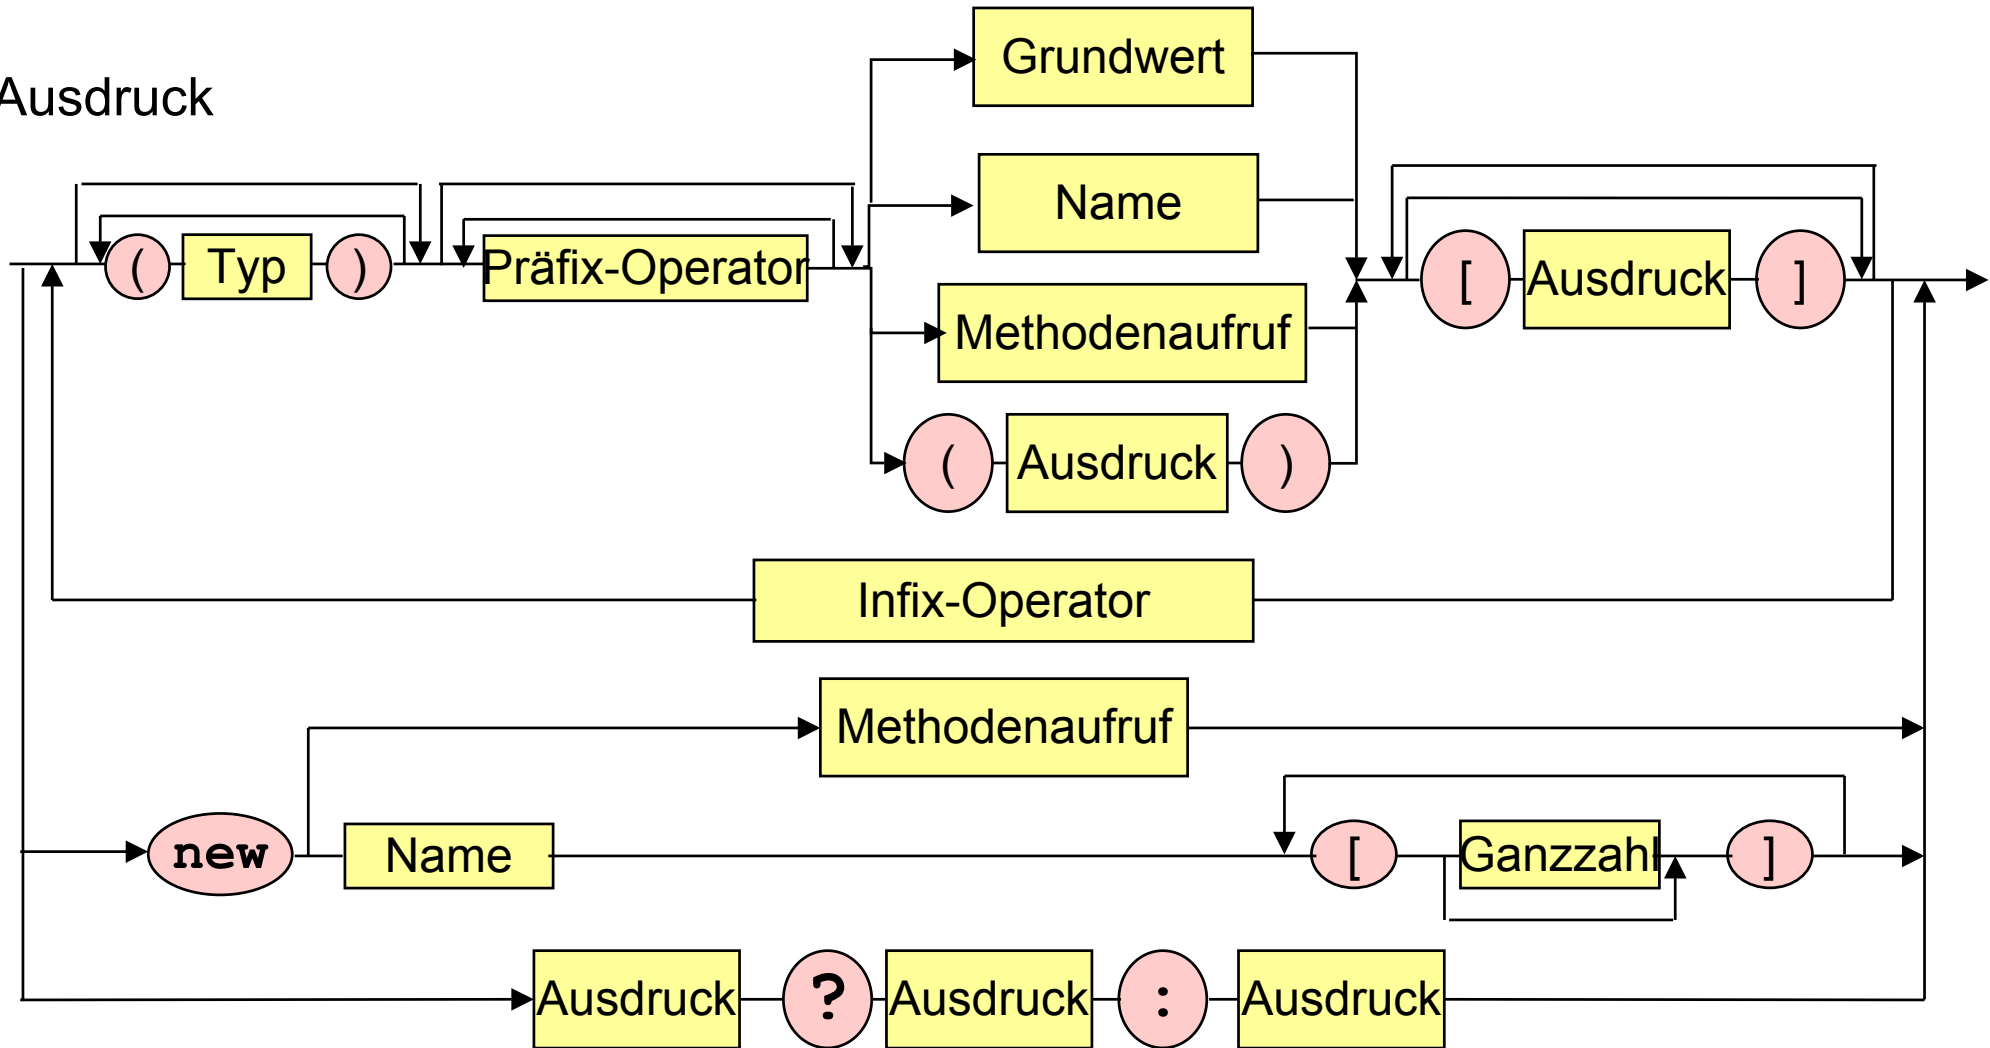 Ausdruck
Grundwert
Name
( Typ ) Präfix-Operator
Methodenaufruf
[ Ausdruck ]
( Ausdruck )
Infix-Operator
Methodenaufruf
new Name [ Ganzzahl ]
Ausdruck ? Ausdruck : Ausdruck